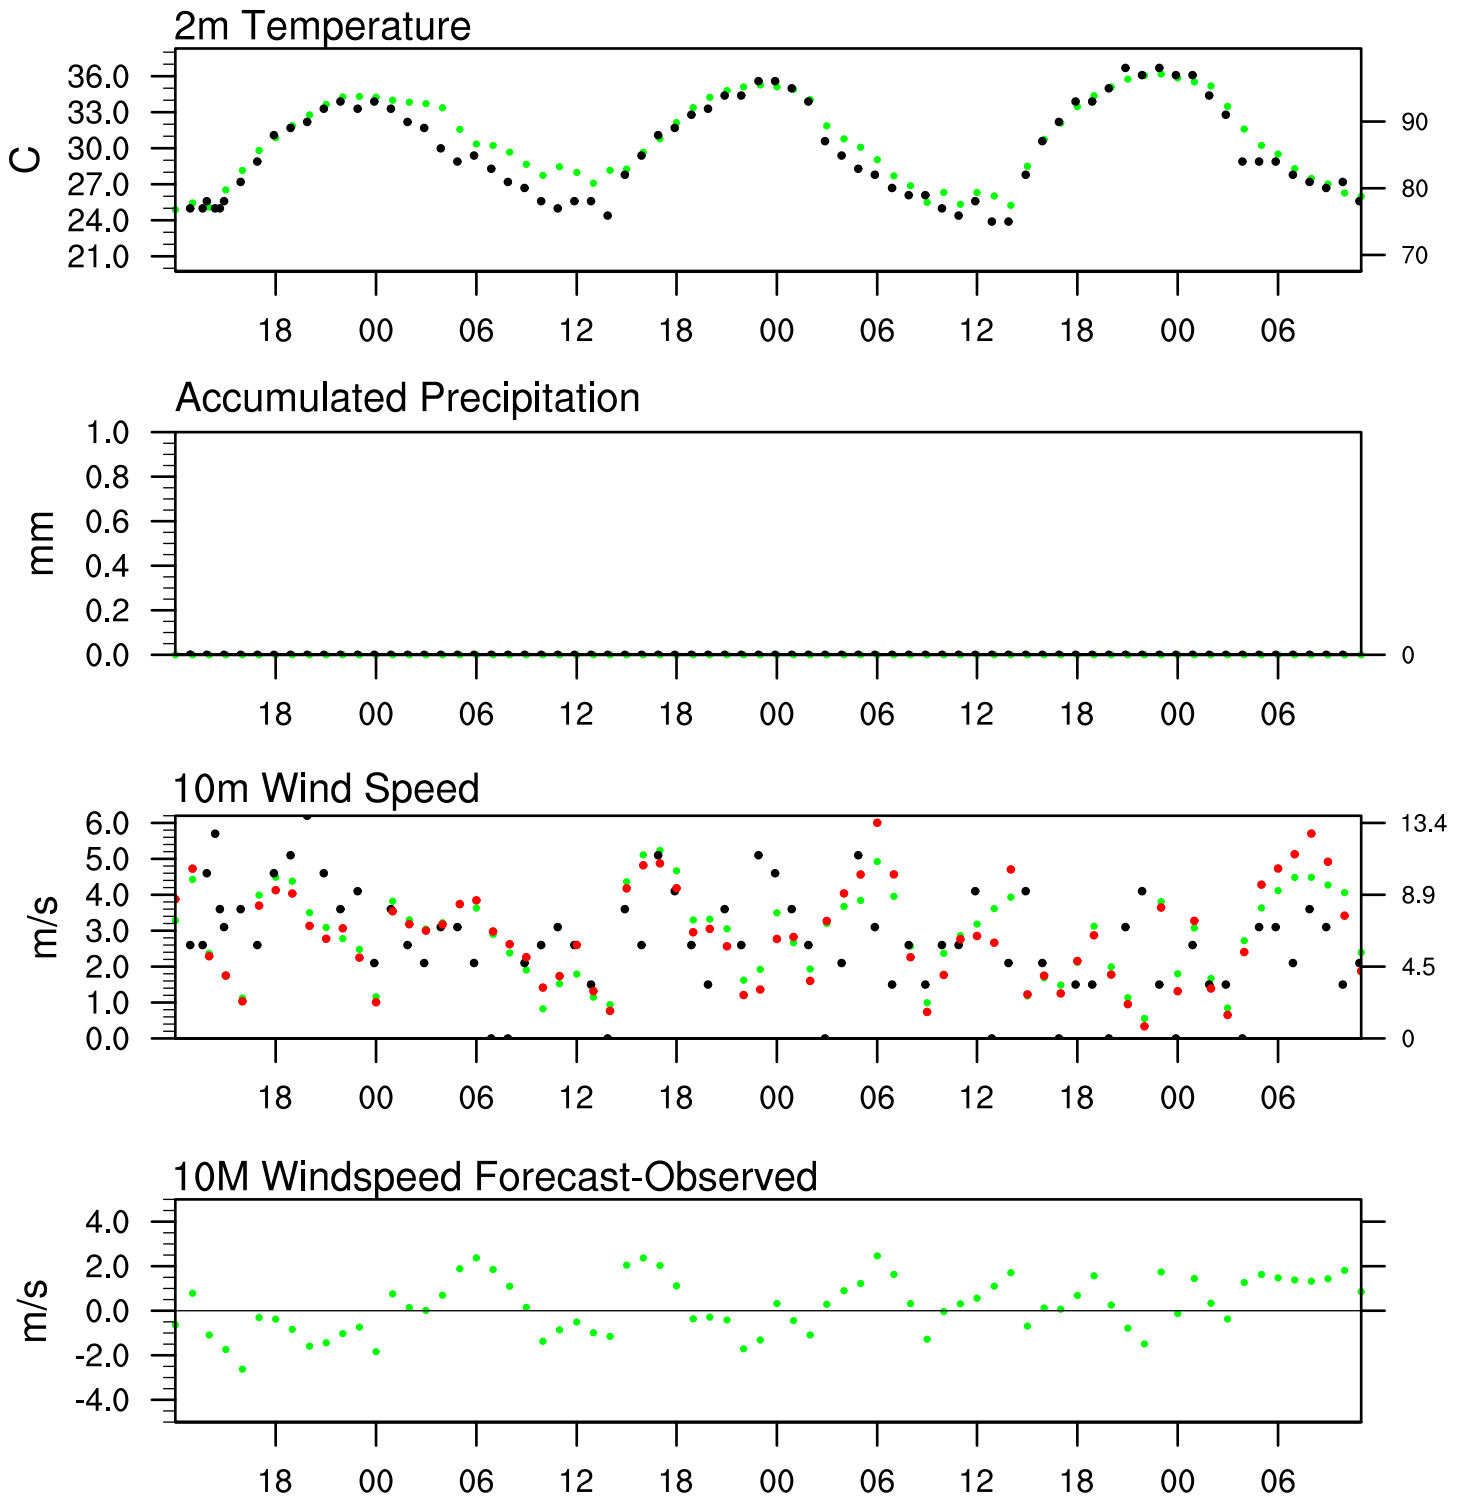 2m Temperature
36.0
33.0
30.0
27.0
24.0
21.0
C
90
80
70
18 00 06 12 18 00 06 12 18 00 06
Accumulated Precipitation
1.0
0.8
0.6
0.4
0.2
0.0
mm
0
18 00 06 12 18 00 06 12 18 00 06
10m Wind Speed
6.0
5.0
4.0
3.0
2.0
1.0
0.0
m/s
13.4
8.9
4.5
0
18 00 06 12 18 00 06 12 18 00 06
10M Windspeed Forecast-Observed
4.0
2.0
0.0
-2.0
-4.0
m/s
18 00 06 12 18 00 06 12 18 00 06